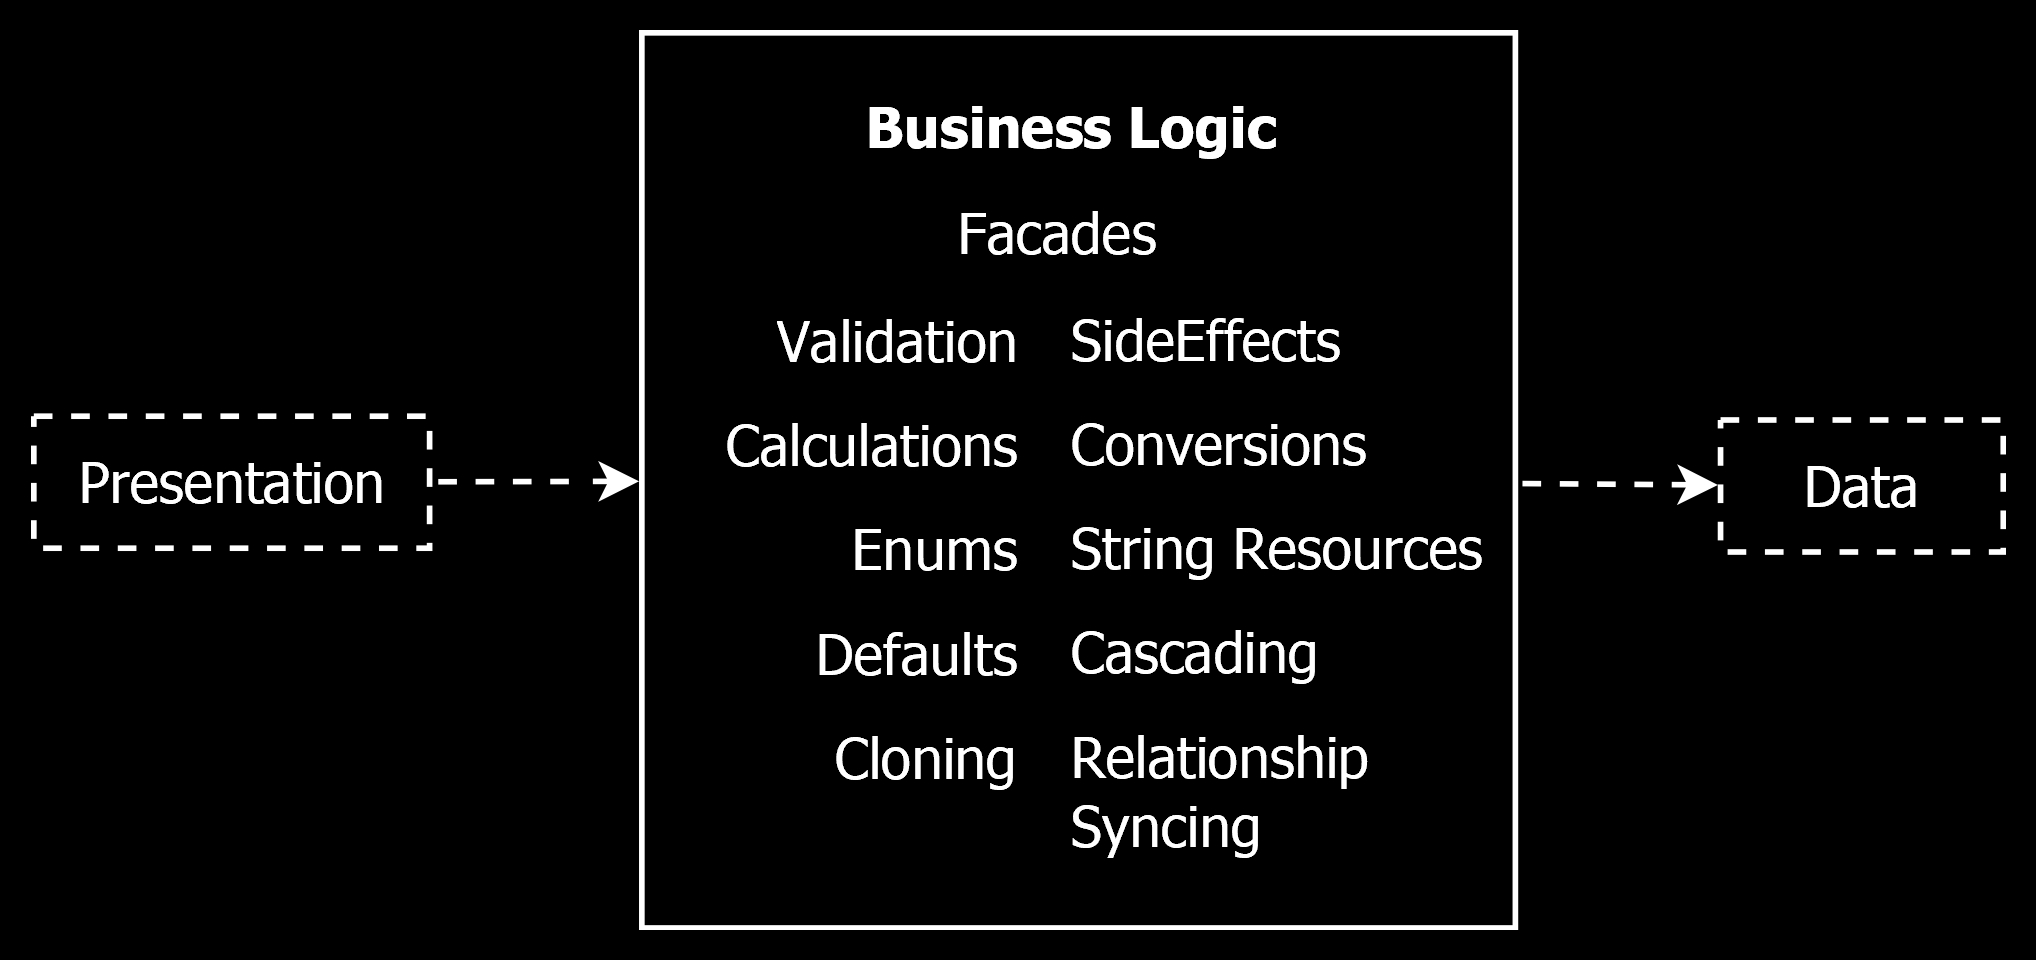 Business Logic
Facades
Validation SideEffects
Calculations Conversions
Presentation
Data
Enums String Resources
Defaults Cascading
Cloning Relationship
Syncing